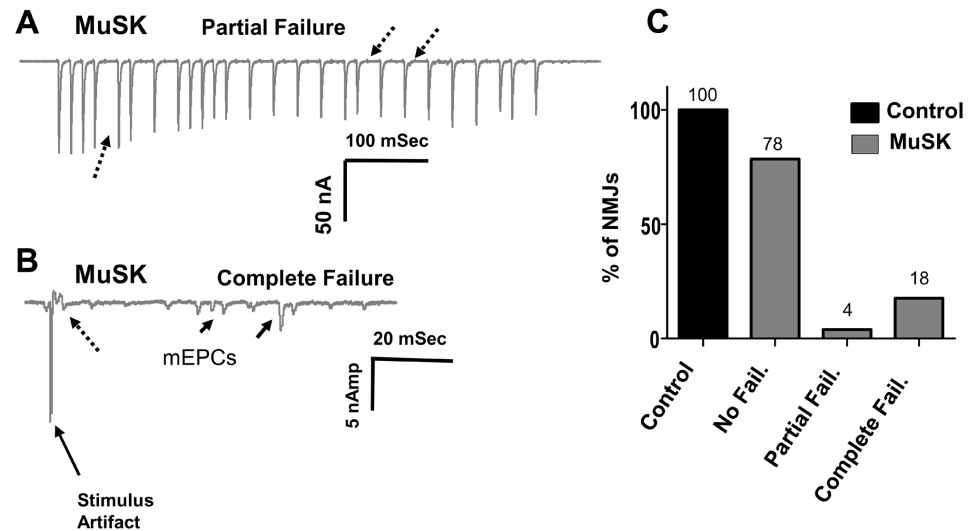 A
MuSK
Partial Failure
100 mSec
50 nA
B
MuSK
Complete Failure
mEPCs
20 mSec
5 nAmp
Stimulus
Artifact
C
% of NMJs
100%
50
0
100
78
4
18
Control
MuSK
Control
No Fail.
Partial Fail.
Complete Fail.